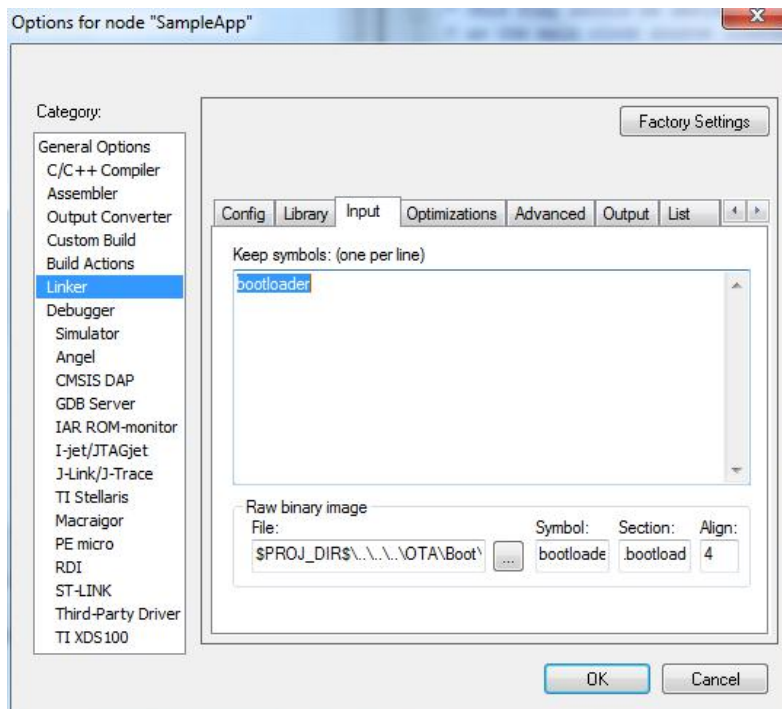 Options for node "SampleApp"
Category:
General Options
C/C++ Compiler
Assembler
Output Converter
Custom Build
Build Actions
Linker
Debugger
Simulator
Angel
CMSIS DAP
GDB Server
IAR ROM-monitor
I-jet/JTAGjet
J-Link/J-Trace
TI Stellaris
Macraigor
PE micro
RDI
ST-LINK
Third-Party Driver
TI XDS100
Factory Settings
Config Library Input Optimizations Advanced Output List
Keep symbols: (one per line)
bootloader
Raw binary image
File: Symbol: Section: Align:
$PROJ_DIR$\..\..\..\OTA\Boot\ ... bootloade .bootload 4
OK Cancel